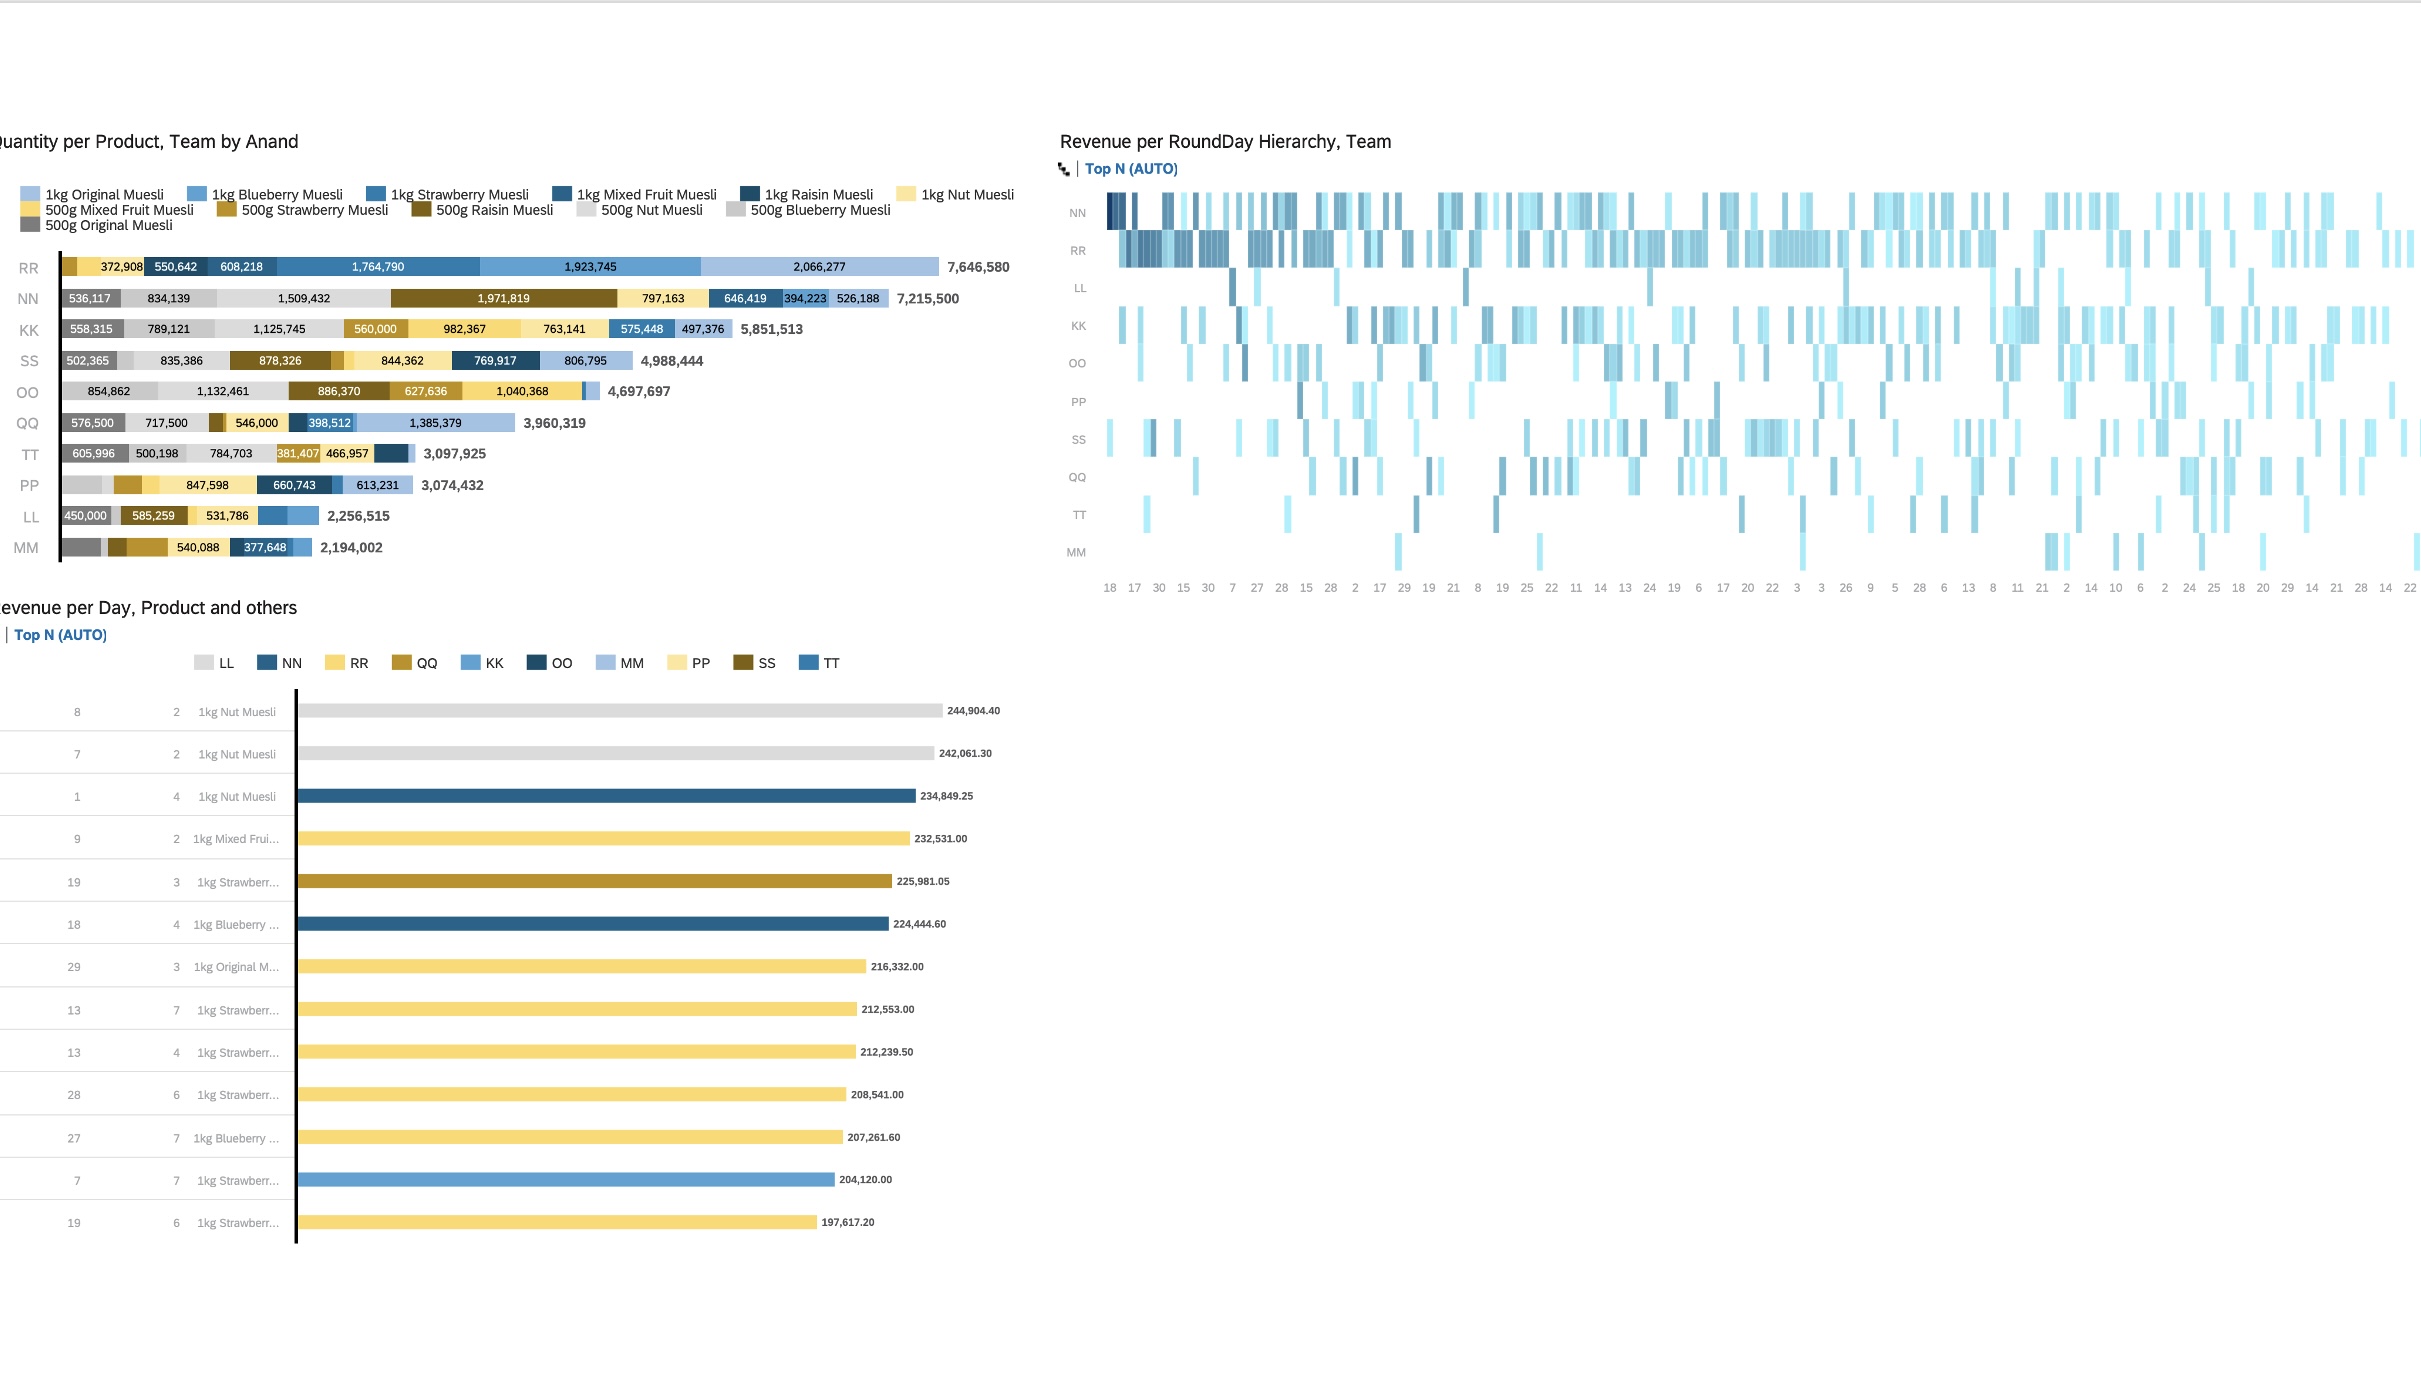 Quantity per Product, Team by Anand
1kg Original Muesli 1kg Blueberry Muesli 1kg Strawberry Muesli 1kg Mixed Fruit Muesli 1kg Raisin Muesli 1kg Nut Muesli
500g Mixed Fruit Muesli 500g Strawberry Muesli 500g Raisin Muesli 500g Nut Muesli 500g Blueberry Muesli
500g Original Muesli
RR 372,908 550,642 608,218 1,764,790 1,923,745 2,066,277 7,646,580
NN 536,117 834,139 1,509,432 1,971,819 797,163 646,419 394,223 526,188 7,215,500
KK 558,315 789,121 1,125,745 560,000 982,367 763,141 575,448 497,376 5,851,513
SS 502,365 835,386 878,326 844,362 769,917 806,795 4,988,444
OO 854,862 1,132,461 886,370 627,636 1,040,368 4,697,697
QQ 576,500 717,500 546,000 398,512 1,385,379 3,960,319
TT 605,996 500,198 784,703 381,407 466,957 3,097,925
PP 847,598 660,743 613,231 3,074,432
LL 450,000 585,259 531,786 2,256,515
MM 540,088 377,648 2,194,002
Revenue per RoundDay Hierarchy, Team
Top N (AUTO)
NN
RR
LL
KK
OO
PP
SS
QQ
TT
MM
18 17 30 15 30 7 27 28 15 28 2 17 29 19 21 8 19 25 22 11 14 13 24 19 6 17 20 22 3 3 26 9 5 28 6 13 8 11 21 2 14 10 6 2 24 25 18 20 29 14 21 28 14 22
Revenue per Day, Product and others
Top N (AUTO)
LL NN RR QQ KK OO MM PP SS TT
8 2 1kg Nut Muesli 244,904.40
7 2 1kg Nut Muesli 242,061.30
1 4 1kg Nut Muesli 234,849.25
9 2 1kg Mixed Frui... 232,531.00
19 3 1kg Strawberr... 225,981.05
18 4 1kg Blueberry ... 224,444.60
29 3 1kg Original M... 216,332.00
13 7 1kg Strawberr... 212,553.00
13 4 1kg Strawberr... 212,239.50
28 6 1kg Strawberr... 208,541.00
27 7 1kg Blueberry ... 207,261.60
7 7 1kg Strawberr... 204,120.00
19 6 1kg Strawberr... 197,617.20